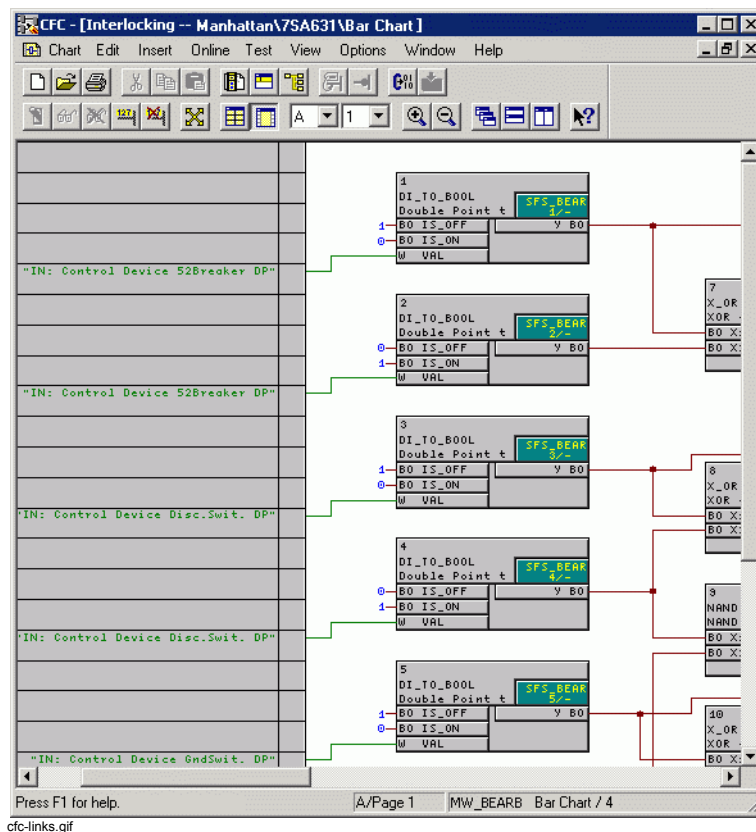 CFC - [Interlocking -- Manhattan\7SA631\Bar Chart]
Chart Edit Insert Online Test View Options Window Help
A 1
1
DI_TO_BOOL
Double Point t
SFS_BEAR
1/-
1 BO IS_OFF Y BO
0 BO IS_ON
W VAL
"IN: Control Device 52Breaker DP"
2
DI_TO_BOOL
Double Point t
SFS_BEAR
2/-
0 BO IS_OFF Y BO
1 BO IS_ON
W VAL
"IN: Control Device 52Breaker DP"
7
X_OR
XOR -
BO X:
BO X:
3
DI_TO_BOOL
Double Point t
SFS_BEAR
3/-
1 BO IS_OFF Y BO
0 BO IS_ON
W VAL
"IN: Control Device Disc.Swit. DP"
8
X_OR
XOR -
BO X:
BO X:
4
DI_TO_BOOL
Double Point t
SFS_BEAR
4/-
0 BO IS_OFF Y BO
1 BO IS_ON
W VAL
"IN: Control Device Disc.Swit. DP"
9
NAND
NAND
BO X:
BO X:
5
DI_TO_BOOL
Double Point t
SFS_BEAR
5/-
1 BO IS_OFF Y BO
0 BO IS_ON
W VAL
"IN: Control Device GndSwit. DP"
10
X_OR
XOR -
BO X:
Press F1 for help. A/Page 1 MW_BEARB Bar Chart / 4
cfc-links.gif